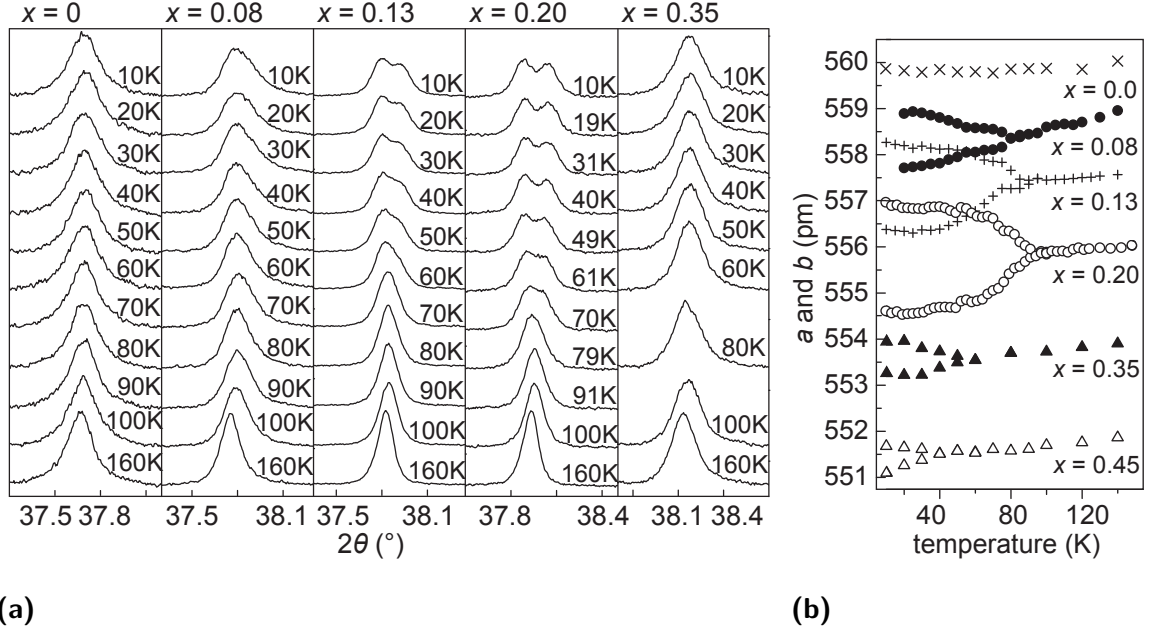 x = 0 x = 0.08 x = 0.13 x = 0.20 x = 0.35
10K 10K 10K 10K 10K
20K 20K 20K 19K 20K
30K 30K 30K 31K 30K
40K 40K 40K 40K 40K
50K 50K 50K 49K 50K
60K 60K 60K 61K 60K
70K 70K 70K 70K
80K 80K 80K 79K 80K
90K 90K 90K 91K
100K 100K 100K 100K 100K
160K 160K 160K 160K 160K
37.5 37.8 37.5 38.1 37.5 38.1 37.8 38.4 38.1 38.4
2θ (°)
(a)
a and b (pm)
560
559
558
557
556
555
554
553
552
551
x = 0.0
x = 0.08
x = 0.13
x = 0.20
x = 0.35
x = 0.45
40 80 120
temperature (K)
(b)